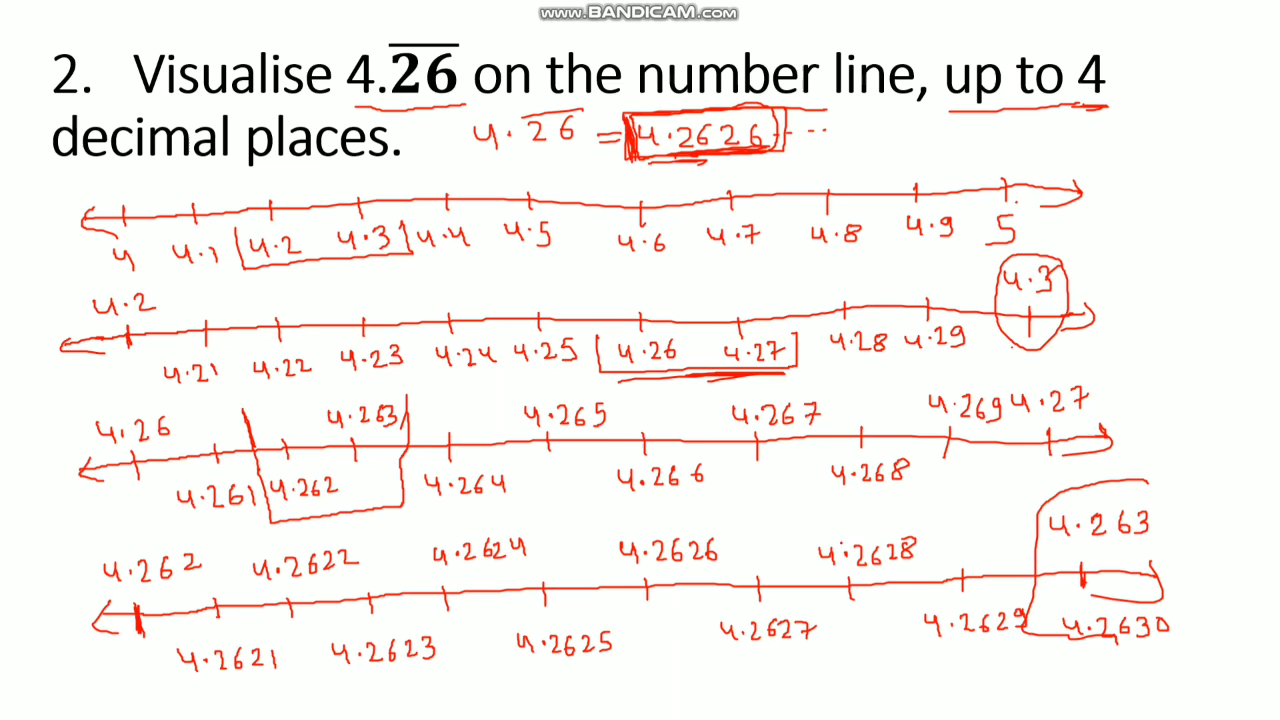 www.BANDICAM.com
2. Visualise 4.2̅6̅ on the number line, up to 4
decimal places.
4.2̅6̅ = 4.2626----
4 4.1 4.2 4.3 4.4 4.5 4.6 4.7 4.8 4.9 5
4.2 4.3
4.21 4.22 4.23 4.24 4.25 4.26 4.27 4.28 4.29
4.26 4.263 4.265 4.267 4.269 4.27
4.261 4.262 4.264 4.266 4.268
4.262 4.2622 4.2624 4.2626 4.2628 4.263
4.2621 4.2623 4.2625 4.2627 4.2629 4.2630